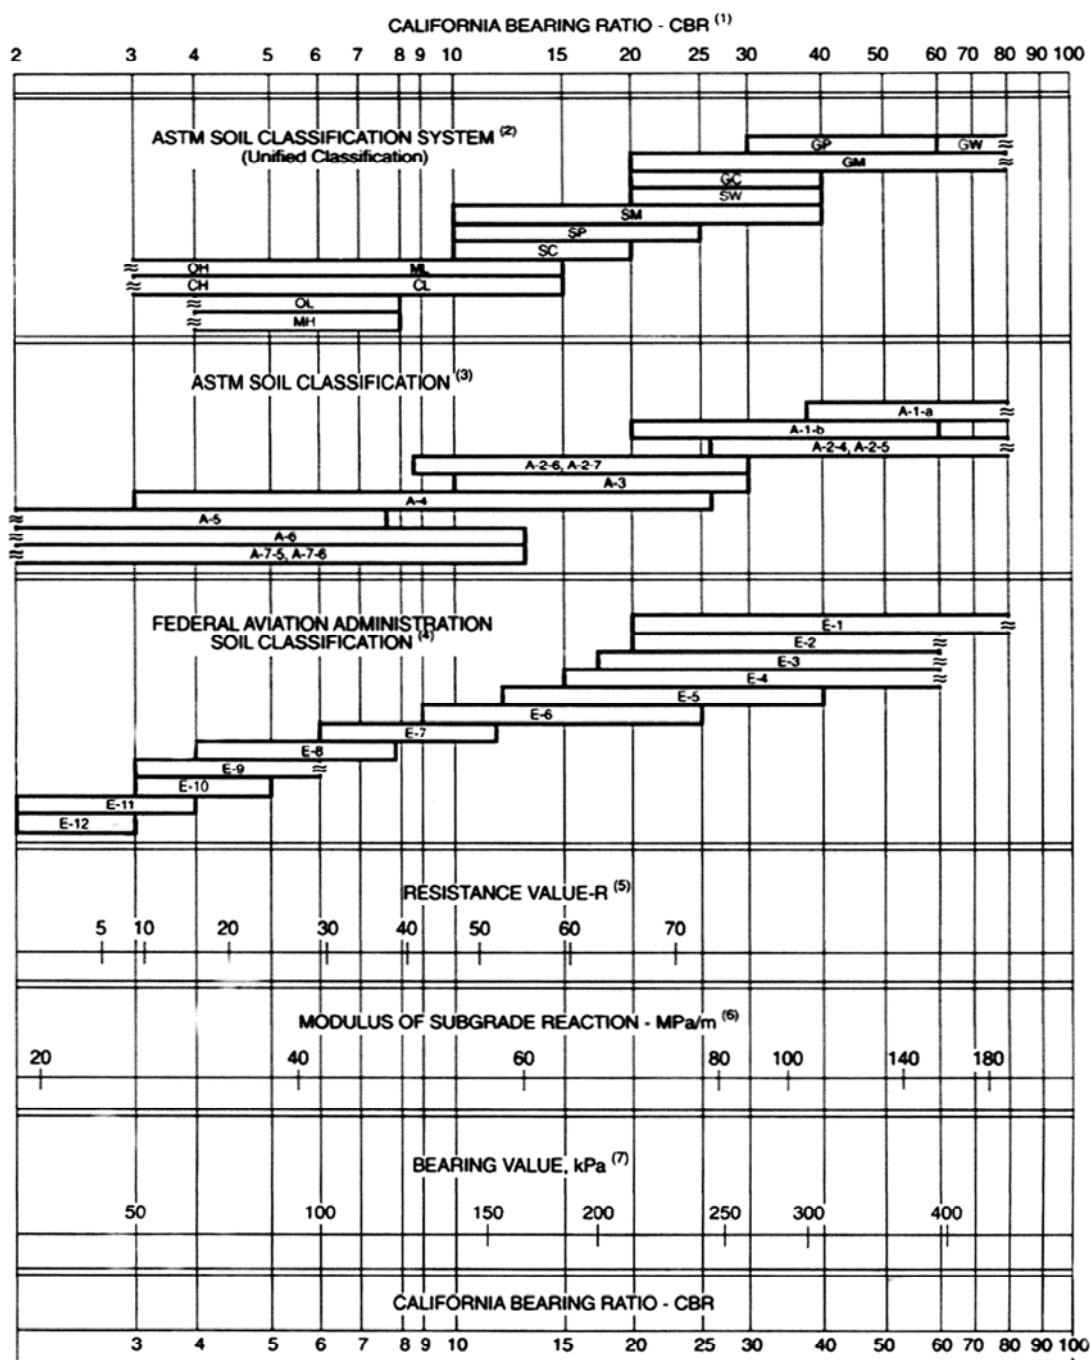 CALIFORNIA BEARING RATIO - CBR (1)
2 3 4 5 6 7 8 9 10 15 20 25 30 40 50 60 70 80 90 100
ASTM SOIL CLASSIFICATION SYSTEM (2)
(Unified Classification)
GP GW
GM
GC
SW
SM
SP
SC
OH ML
CH CL
OL
MH
ASTM SOIL CLASSIFICATION (3)
A-1-a
A-1-b
A-2-4, A-2-5
A-2-6, A-2-7
A-3
A-4
A-5
A-6
A-7-5, A-7-6
FEDERAL AVIATION ADMINISTRATION
SOIL CLASSIFICATION (4)
E-1
E-2
E-3
E-4
E-5
E-6
E-7
E-8
E-9
E-10
E-11
E-12
RESISTANCE VALUE-R (5)
5 10 20 30 40 50 60 70
MODULUS OF SUBGRADE REACTION - MPa/m (6)
20 40 60 80 100 140 180
BEARING VALUE, kPa (7)
50 100 150 200 250 300 400
CALIFORNIA BEARING RATIO - CBR
3 4 5 6 7 8 9 10 15 20 25 30 40 50 60 70 80 90 100